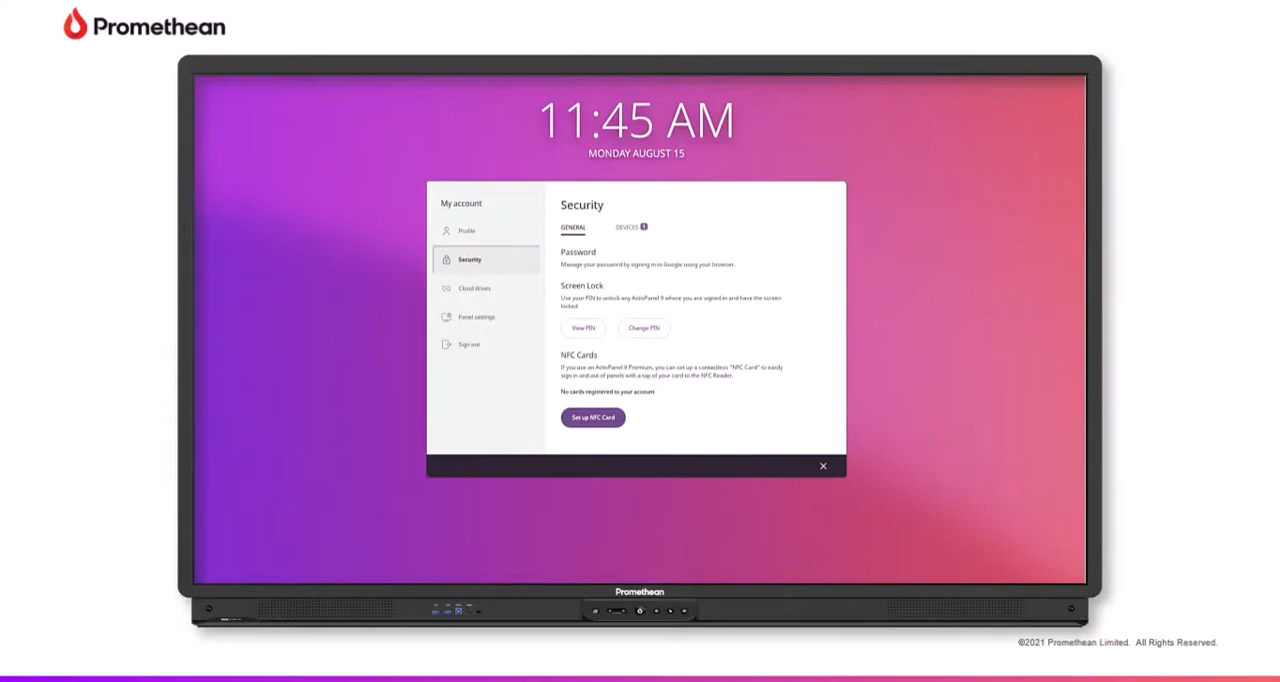 Promethean
11:45 AM
MONDAY AUGUST 15
My account
Profile
Security
Cloud drives
Panel settings
Sign out
Security
GENERAL DEVICES 1
Password
Manage your password by signing in to Google using your browser.
Screen Lock
Use your PIN to unlock any ActivPanel 9 where you are signed in and have the screen
locked
View PIN Change PIN
NFC Cards
If you use an ActivPanel 9 Premium, you can set up a contactless "NFC Card" to easily
sign in and out of panels with a tap of your card to the NFC Reader.
No cards registered to your account
Set up NFC Card
Promethean
©2021 Promethean Limited. All Rights Reserved.